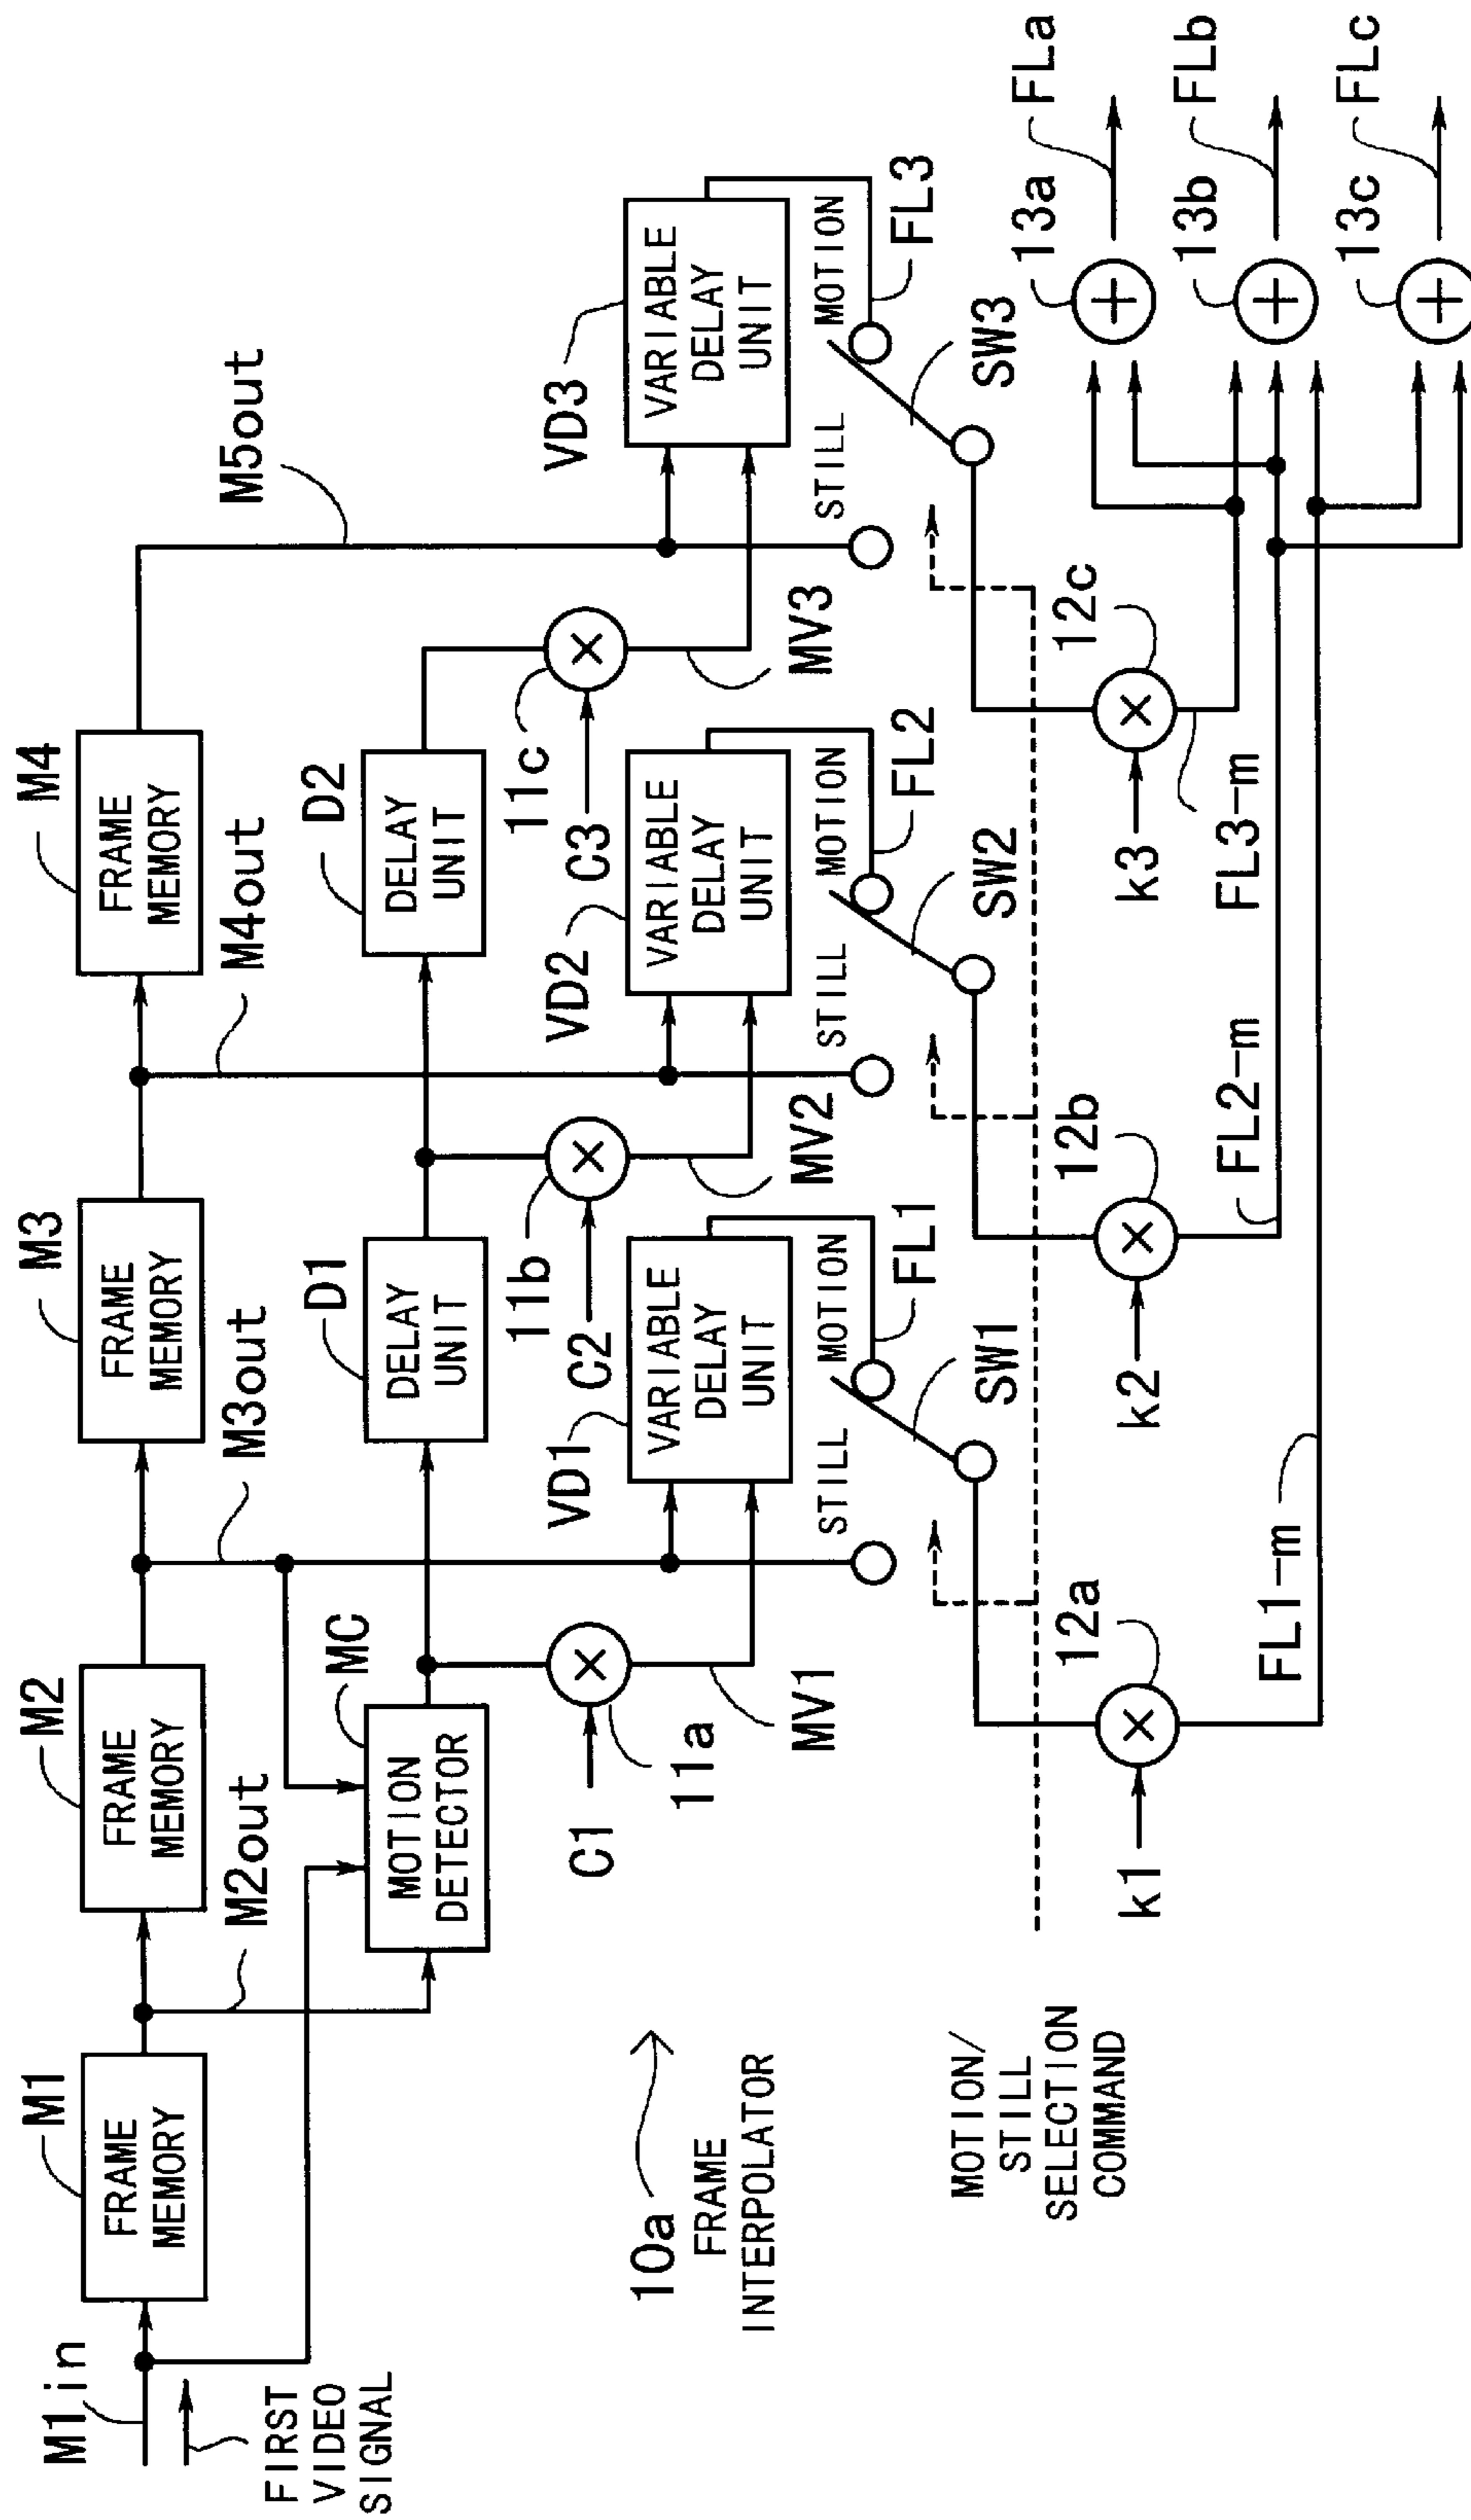 M1in
FIRST
VIDEO
SIGNAL
M1
FRAME
MEMORY
M2out
M2
FRAME
MEMORY
M3out
M3
FRAME
MEMORY
M4out
M4
FRAME
MEMORY
M5out
MC
MOTION
DETECTOR
D1
DELAY
UNIT
D2
DELAY
UNIT
C1
11a
MV1
11b
C2
MV2
11c
C3
MV3
VD1
VARIABLE
DELAY
UNIT
VD2
VARIABLE
DELAY
UNIT
VD3
VARIABLE
DELAY
UNIT
10a
FRAME
INTERPOLATOR
STILL
MOTION
FL1
SW1
STILL
MOTION
FL2
SW2
STILL
MOTION
FL3
SW3
MOTION/
STILL
SELECTION
COMMAND
k1
12a
FL1-m
k2
12b
FL2-m
k3
12c
FL3-m
13a
FLa
13b
FLb
13c
FLc